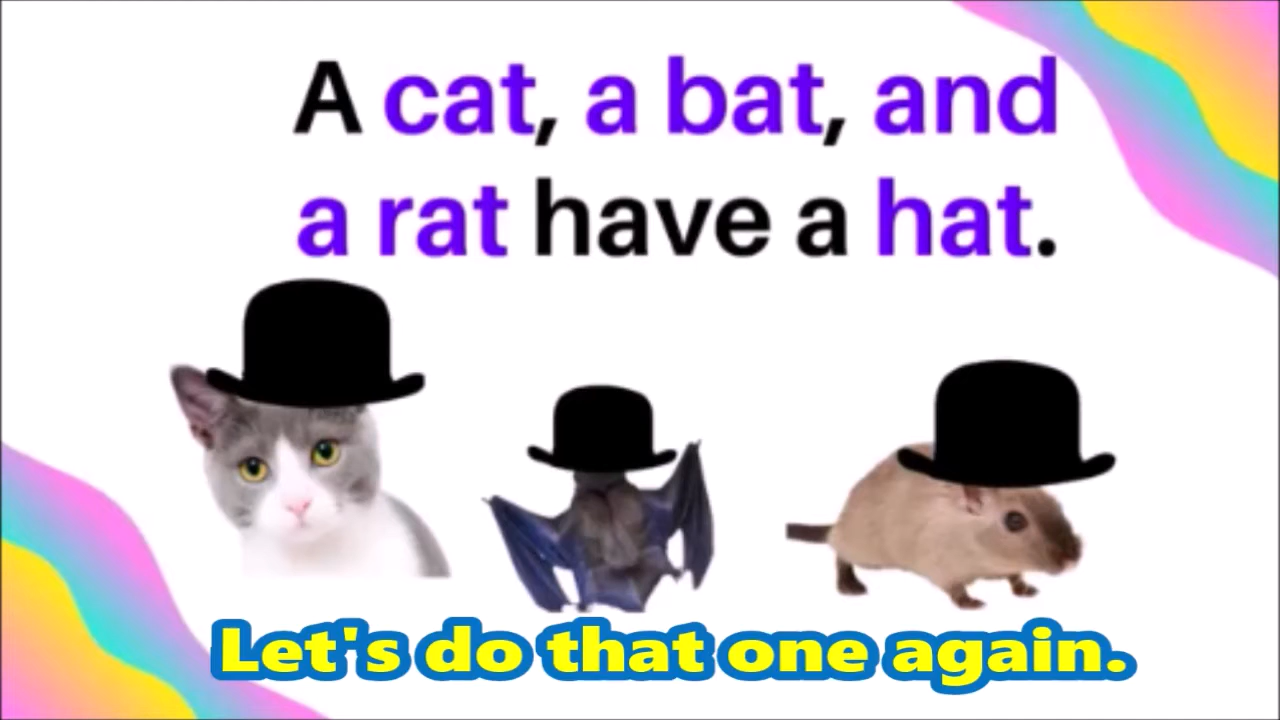 A cat, a bat, and
a rat have a hat.
Let's do that one again.